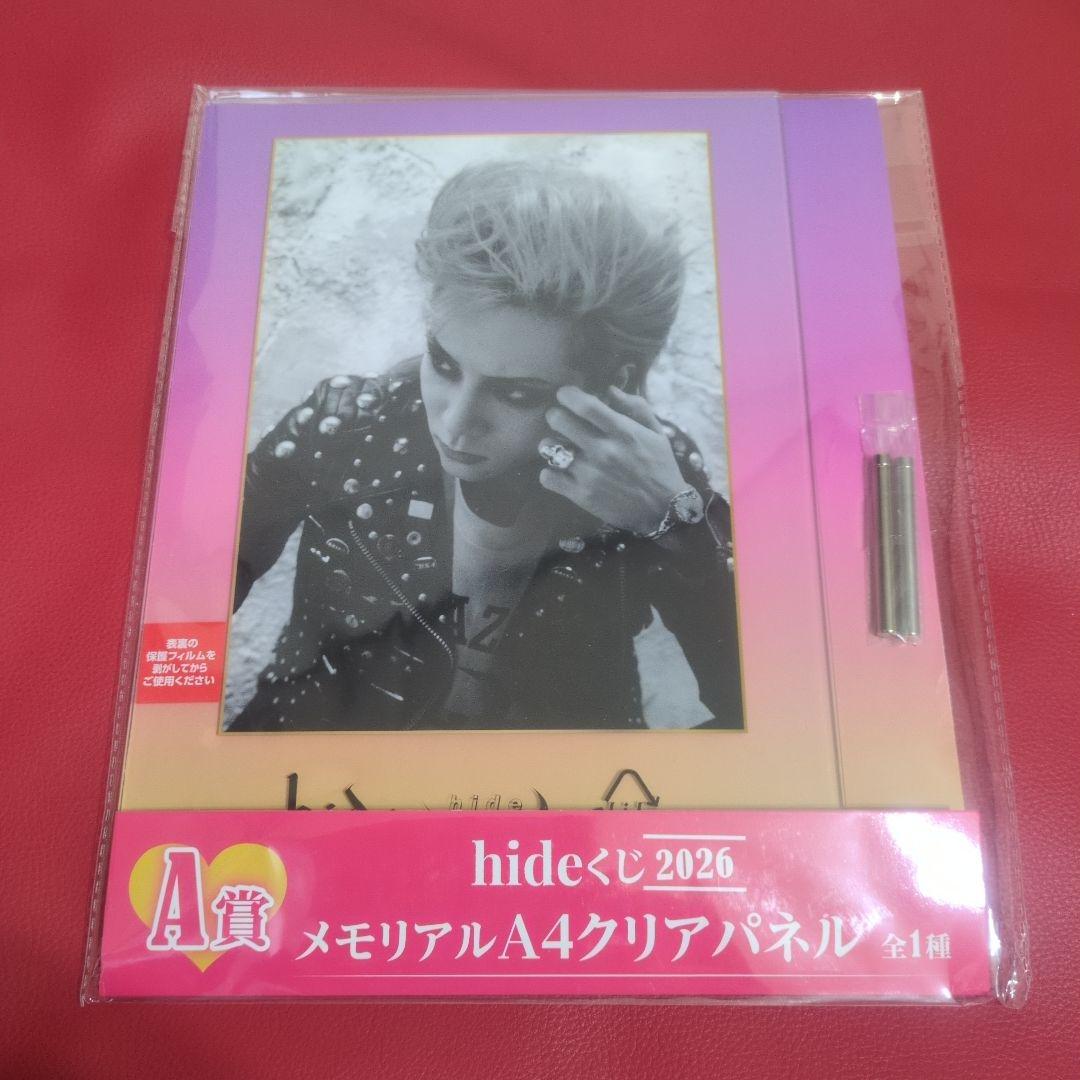 AZ
表裏の
保護フィルムを
剥がしてから
ご使用ください
hide
A賞
hideくじ 2026
メモリアルA4クリアパネル 全1種